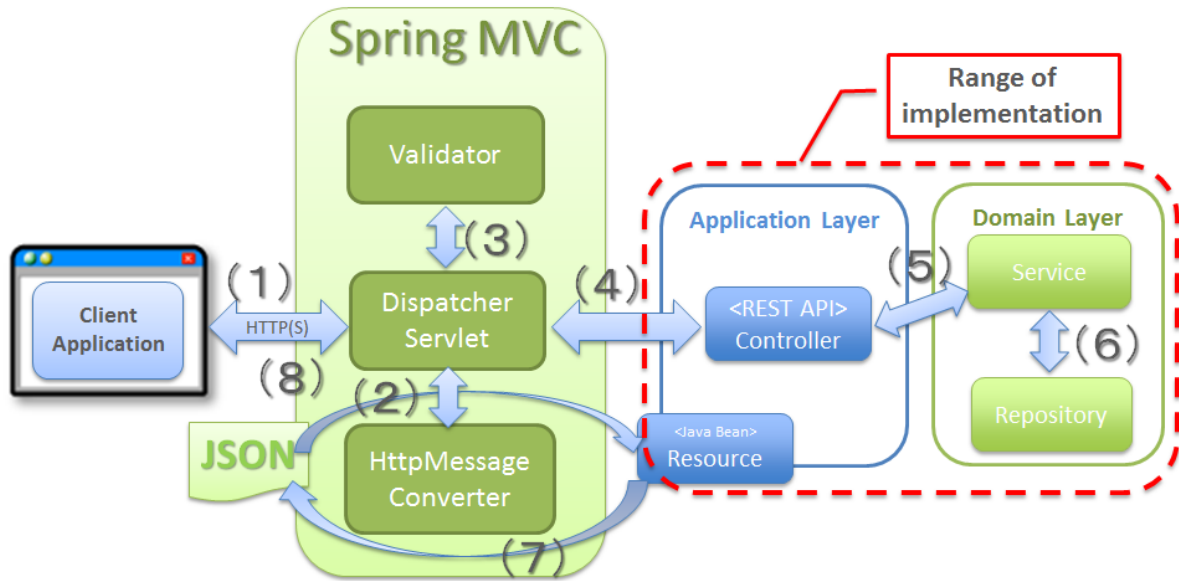 Spring MVC
Range of
implementation
Validator
Application Layer
Domain Layer
(3)
(5)
Service
(1)
(4)
Client
Application
HTTP(S)
Dispatcher
Servlet
<REST API>
Controller
(6)
(8)
(2)
Repository
JSON
HttpMessage
Converter
<Java Bean>
Resource
(7)